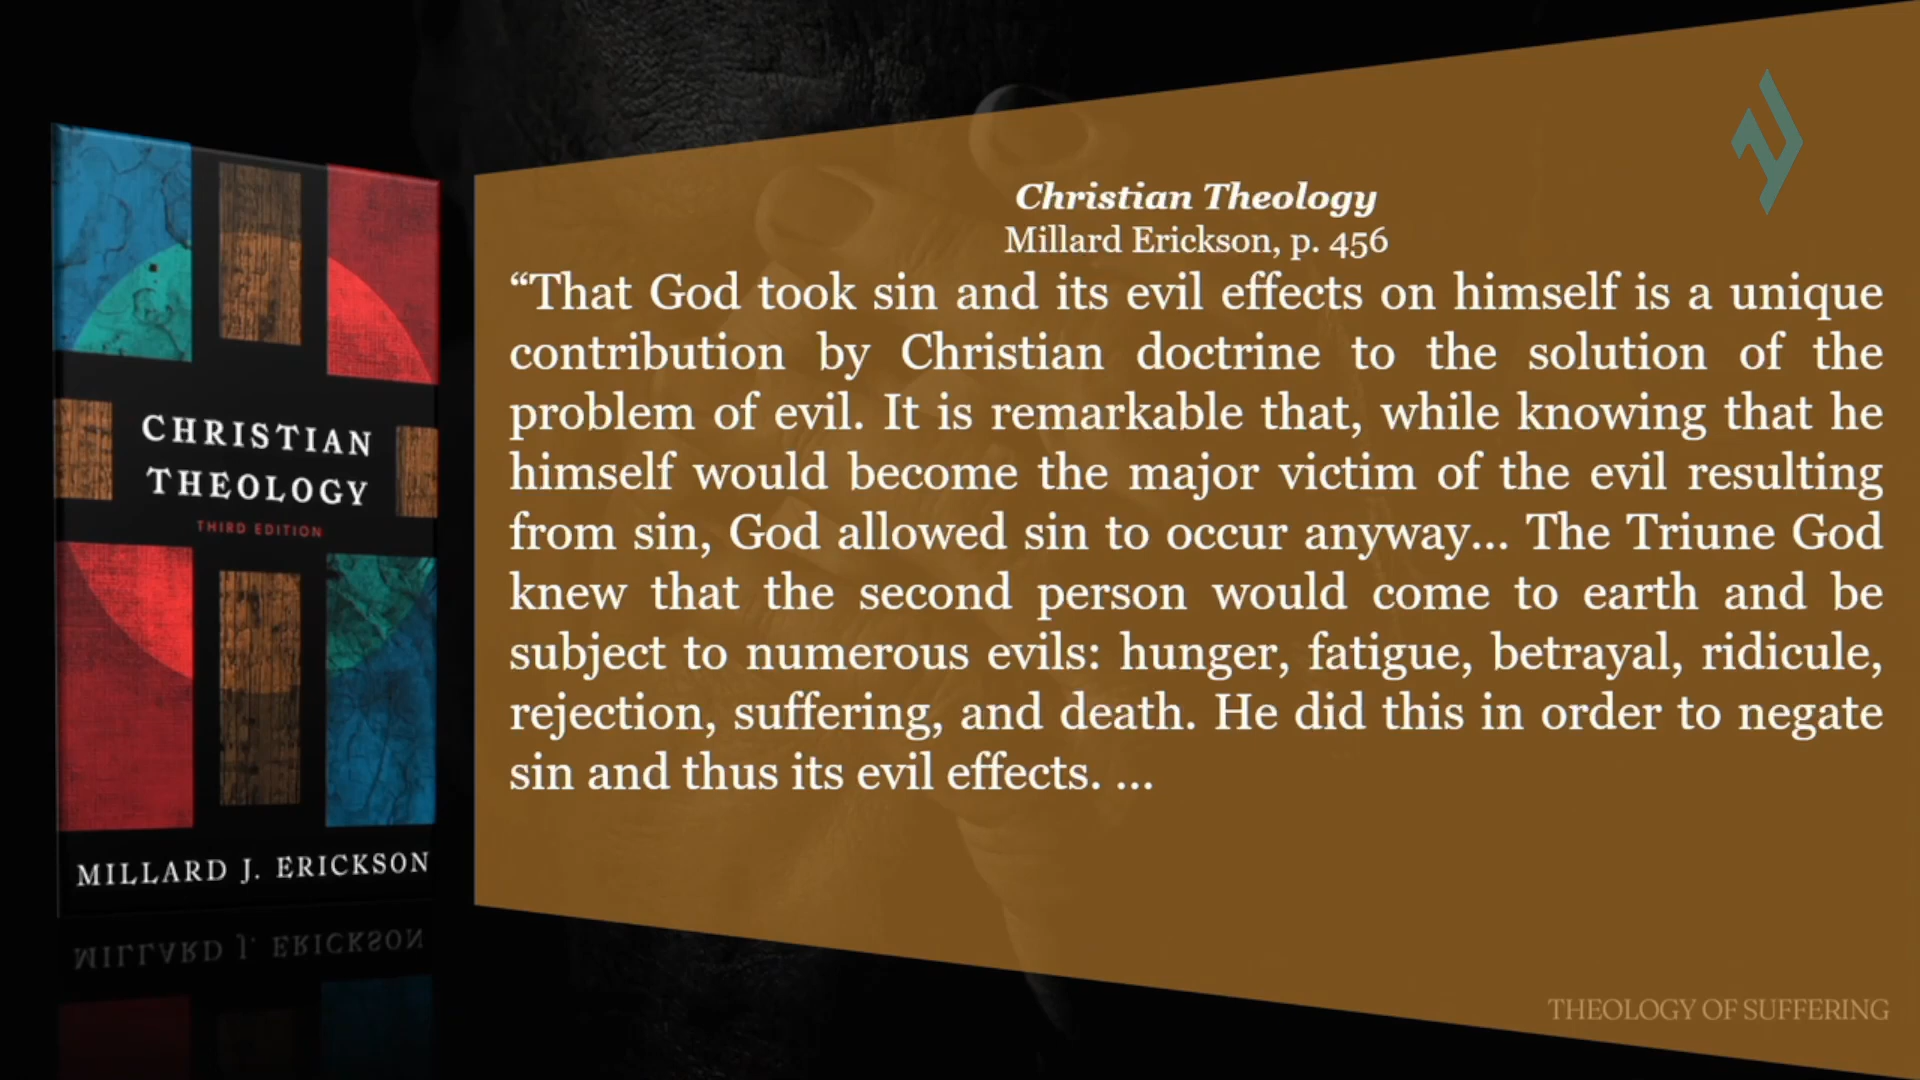 CHRISTIAN
THEOLOGY
THIRD EDITION
MILLARD J. ERICKSON
MILLARD J. ERICKSON
Christian Theology
Millard Erickson, p. 456
“That God took sin and its evil effects on himself is a unique
contribution by Christian doctrine to the solution of the
problem of evil. It is remarkable that, while knowing that he
himself would become the major victim of the evil resulting
from sin, God allowed sin to occur anyway... The Triune God
knew that the second person would come to earth and be
subject to numerous evils: hunger, fatigue, betrayal, ridicule,
rejection, suffering, and death. He did this in order to negate
sin and thus its evil effects. ...
THEOLOGY OF SUFFERING